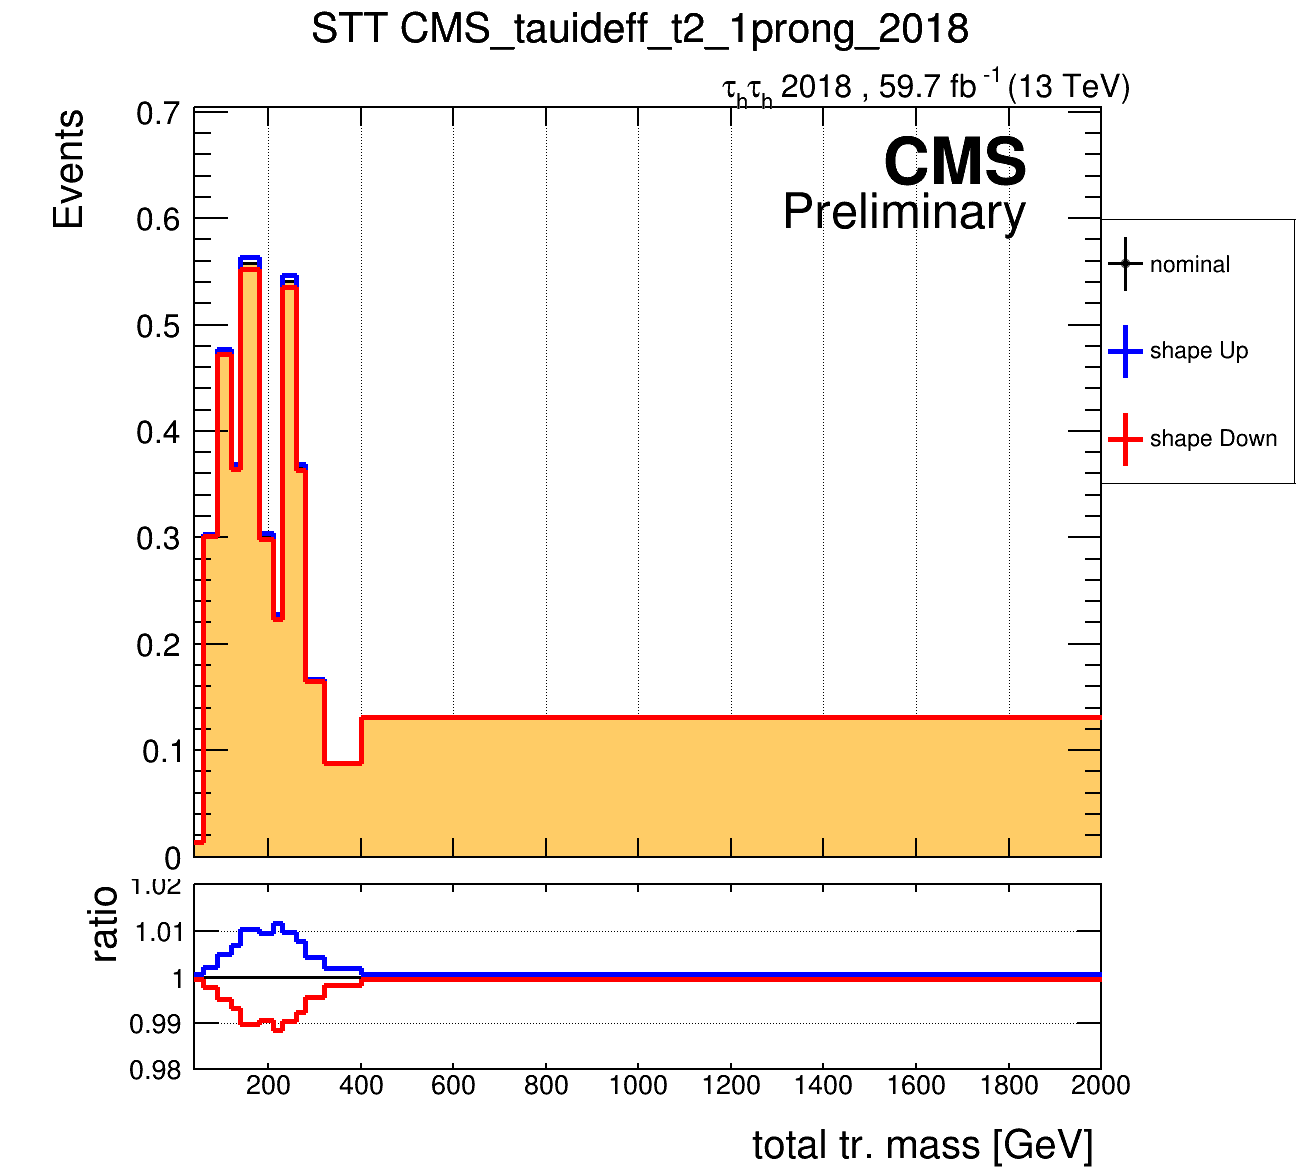 STT CMS_tauideff_t2_1prong_2018
τhτh 2018 , 59.7 fb -1 (13 TeV)
Events
CMS
Preliminary
0.7
0.6
0.5
0.4
0.3
0.2
0.1
0
nominal
shape Up
shape Down
ratio
1.02
1.01
1
0.99
0.98
200 400 600 800 1000 1200 1400 1600 1800 2000
total tr. mass [GeV]